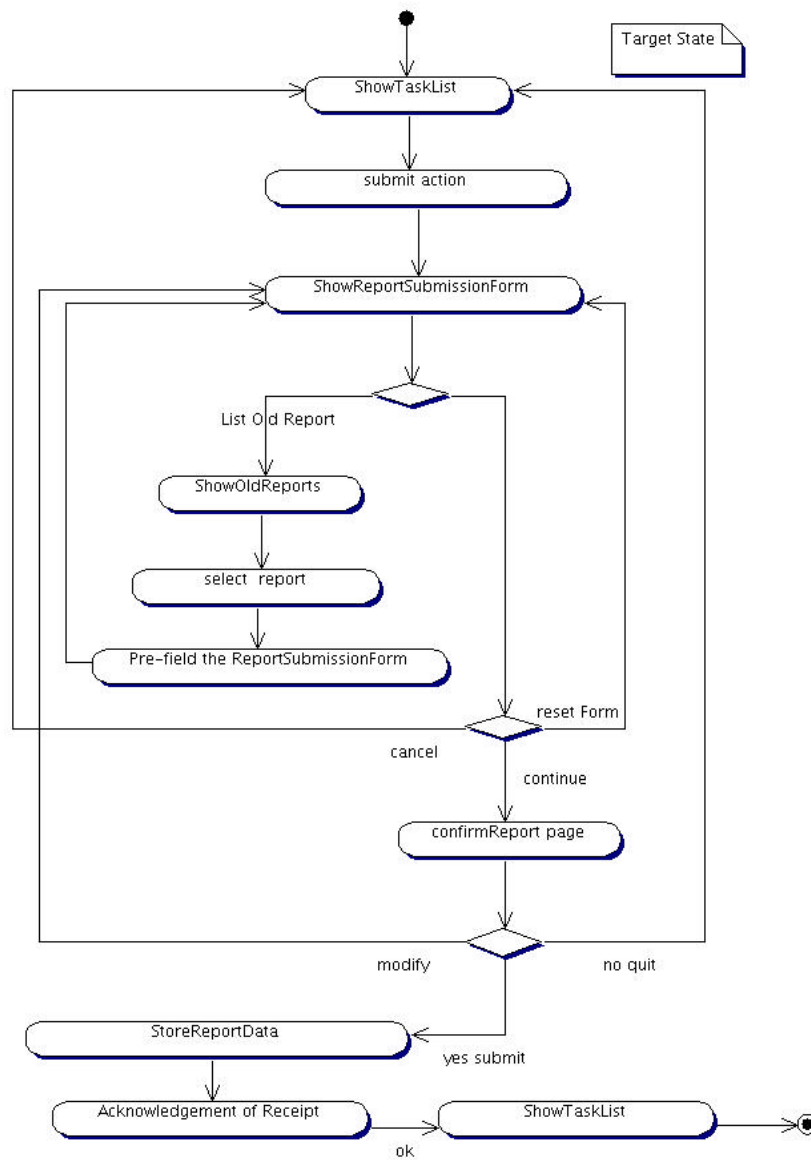 Target State
ShowTaskList
submit action
ShowReportSubmissionForm
List Old Report
ShowOldReports
select report
Pre-field the ReportSubmissionForm
reset Form
cancel
continue
confirmReport page
modify
no quit
StoreReportData
yes submit
Acknowledgement of Receipt
ShowTaskList
ok